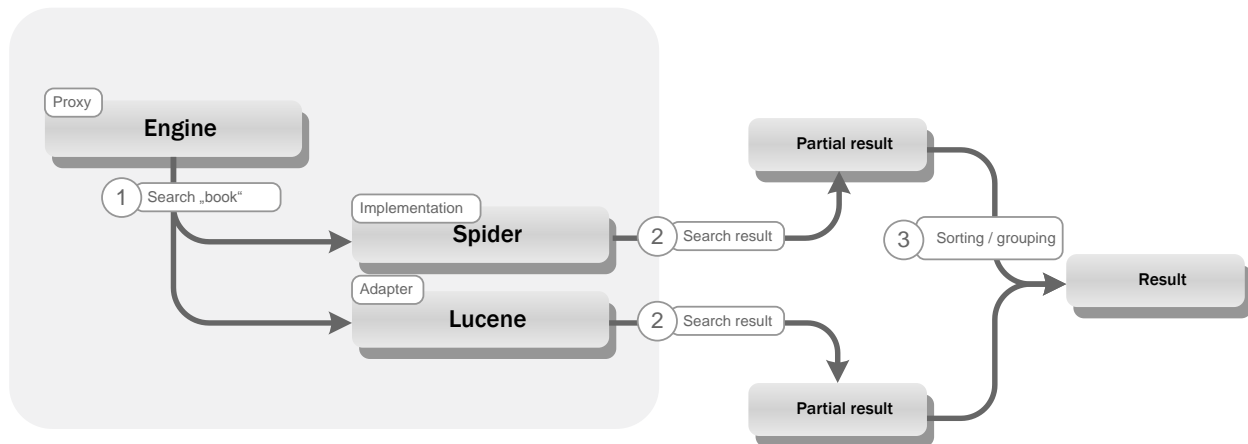 Proxy
Engine
1
Search „book“
Implementation
Spider
Adapter
Lucene
2
Search result
2
Search result
Partial result
Partial result
3
Sorting / grouping
Result